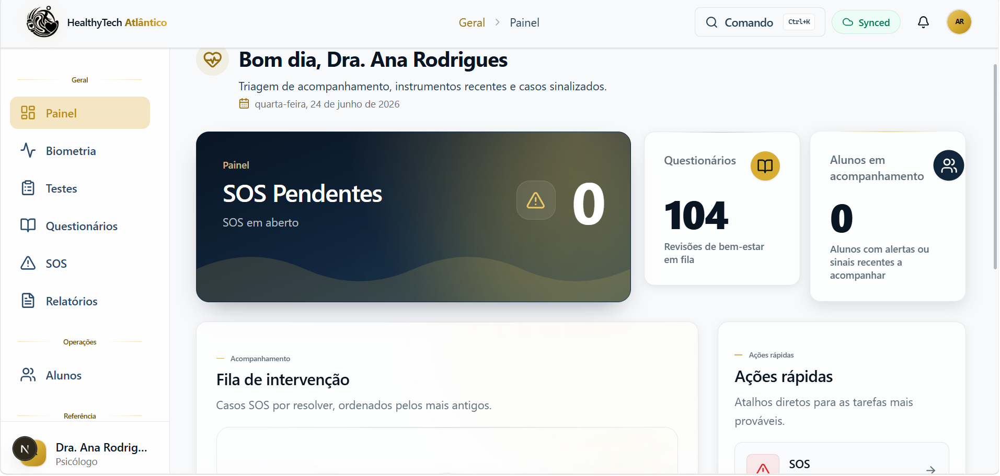 HealthyTech Atlântico
Geral > Painel
Comando Ctrl+K
Synced
AR
Geral
Painel
Biometria
Testes
Questionários
SOS
Relatórios
Operações
Alunos
Referência
N
Dra. Ana Rodrig...
Psicólogo
Bom dia, Dra. Ana Rodrigues
Triagem de acompanhamento, instrumentos recentes e casos sinalizados.
quarta-feira, 24 de junho de 2026
Painel
SOS Pendentes
SOS em aberto
0
Questionários
104
Revisões de bem-estar
em fila
Alunos em
acompanhamento
0
Alunos com alertas ou
sinais recentes a
acompanhar
Acompanhamento
Fila de intervenção
Casos SOS por resolver, ordenados pelos mais antigos.
Ações rápidas
Ações rápidas
Atalhos diretos para as tarefas mais
prováveis.
SOS